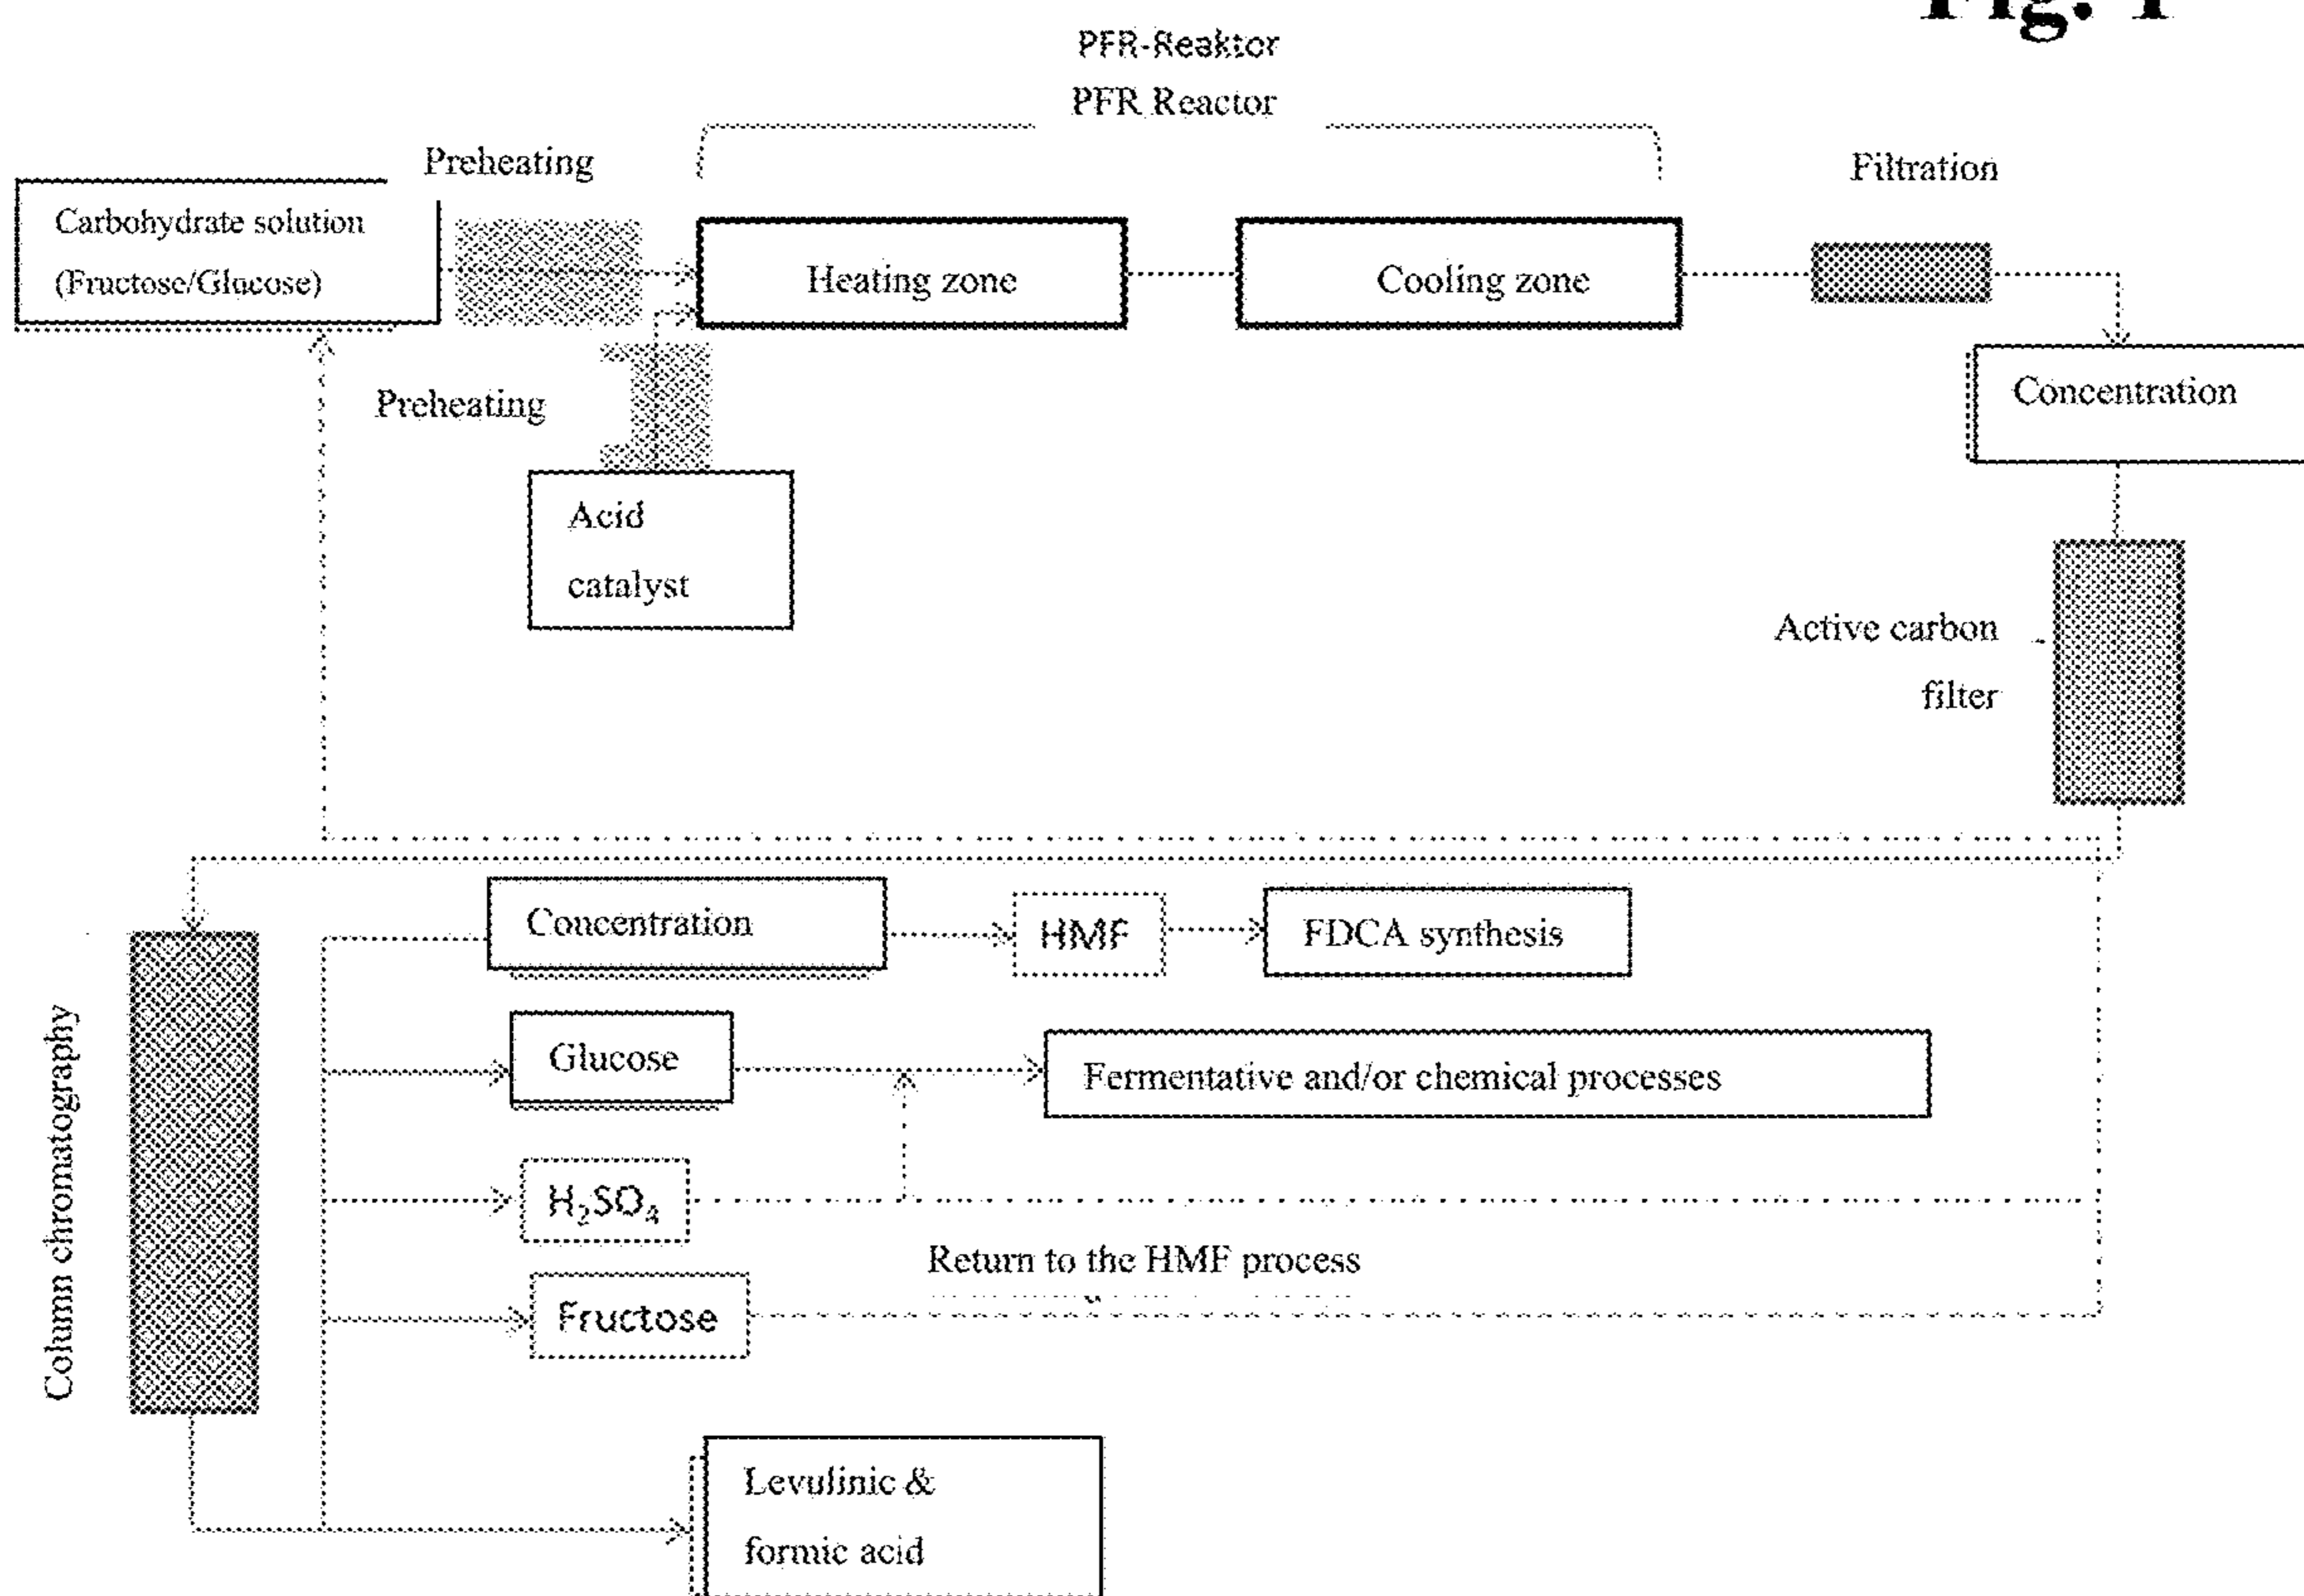 Fig. 1
PFR-Reaktor
PFR Reactor
Preheating
Filtration
Carbohydrate solution
(Fructose/Glucose)
Heating zone
Cooling zone
Concentration
Preheating
Acid
catalyst
Active carbon
filter
Concentration
HMF
FDCA synthesis
Glucose
Fermentative and/or chemical processes
Column chromatography
H₂SO₄
Return to the HMF process
Fructose
Levulinic &
formic acid